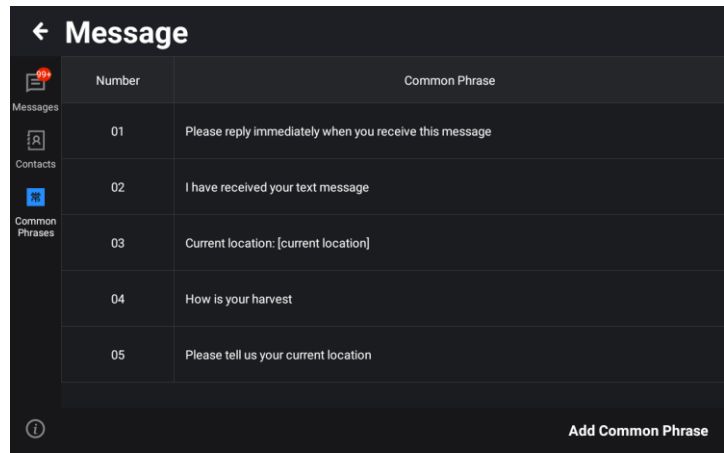 Message
99+
Messages
Contacts
常
Common
Phrases
Number Common Phrase
01 Please reply immediately when you receive this message
02 I have received your text message
03 Current location: [current location]
04 How is your harvest
05 Please tell us your current location
i
Add Common Phrase